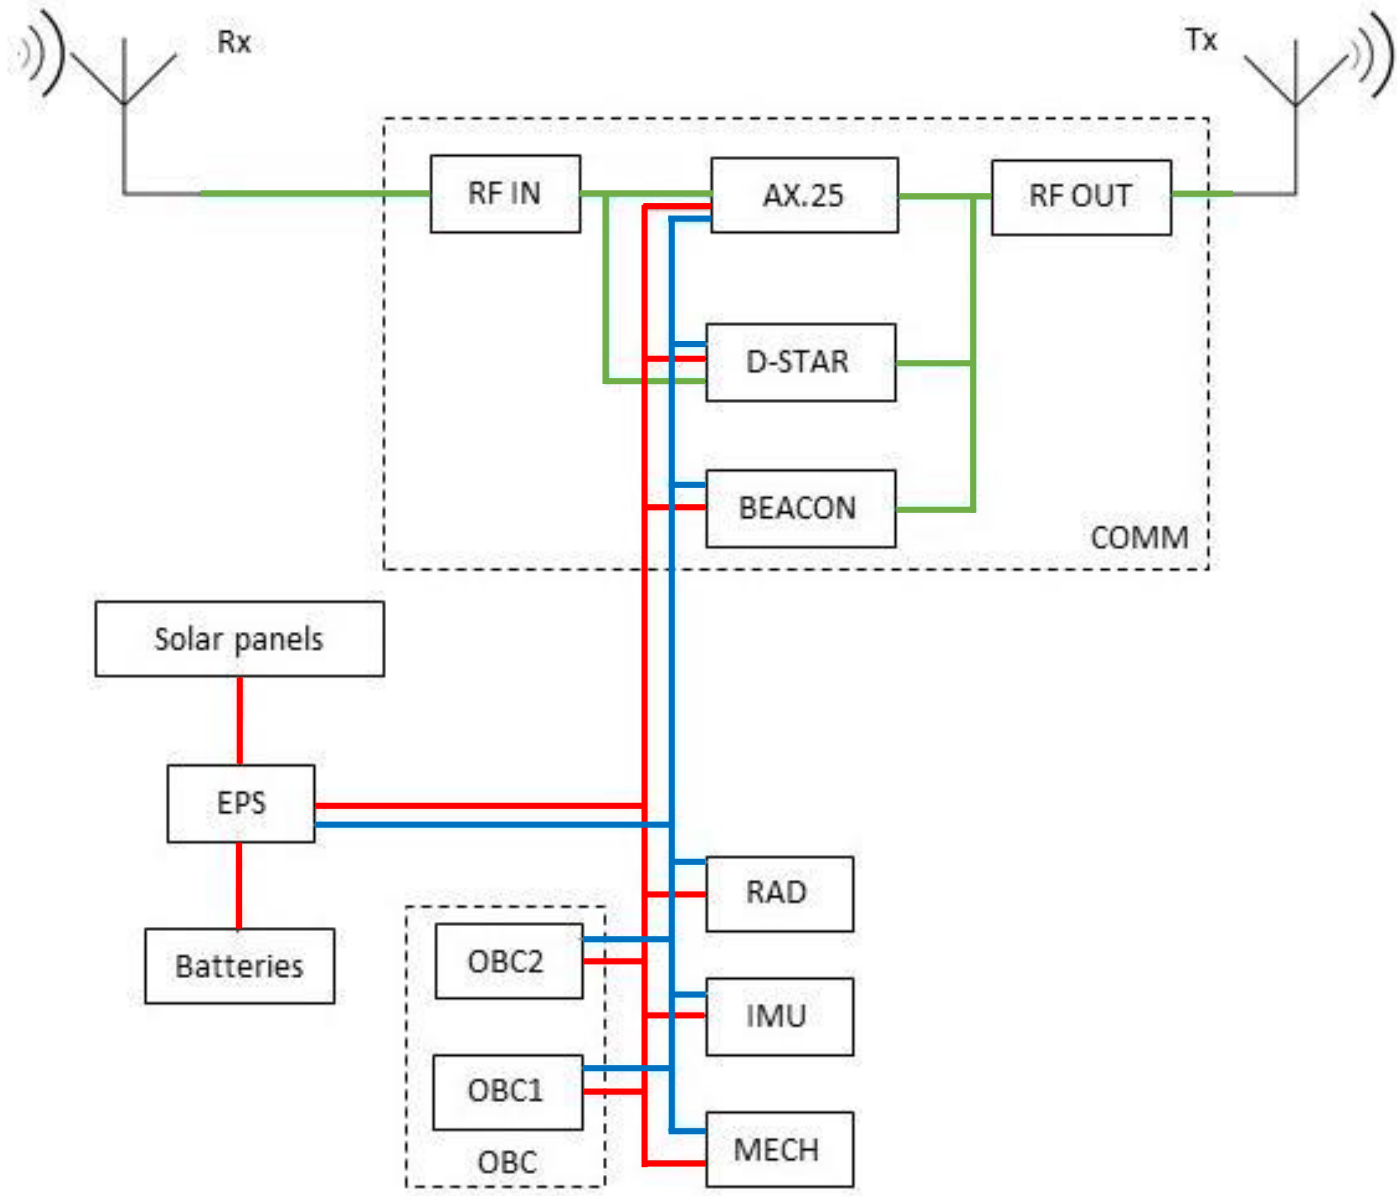 Rx
Tx
RF IN
AX.25
RF OUT
D-STAR
BEACON
COMM
Solar panels
EPS
RAD
OBC2
Batteries
IMU
OBC1
MECH
OBC